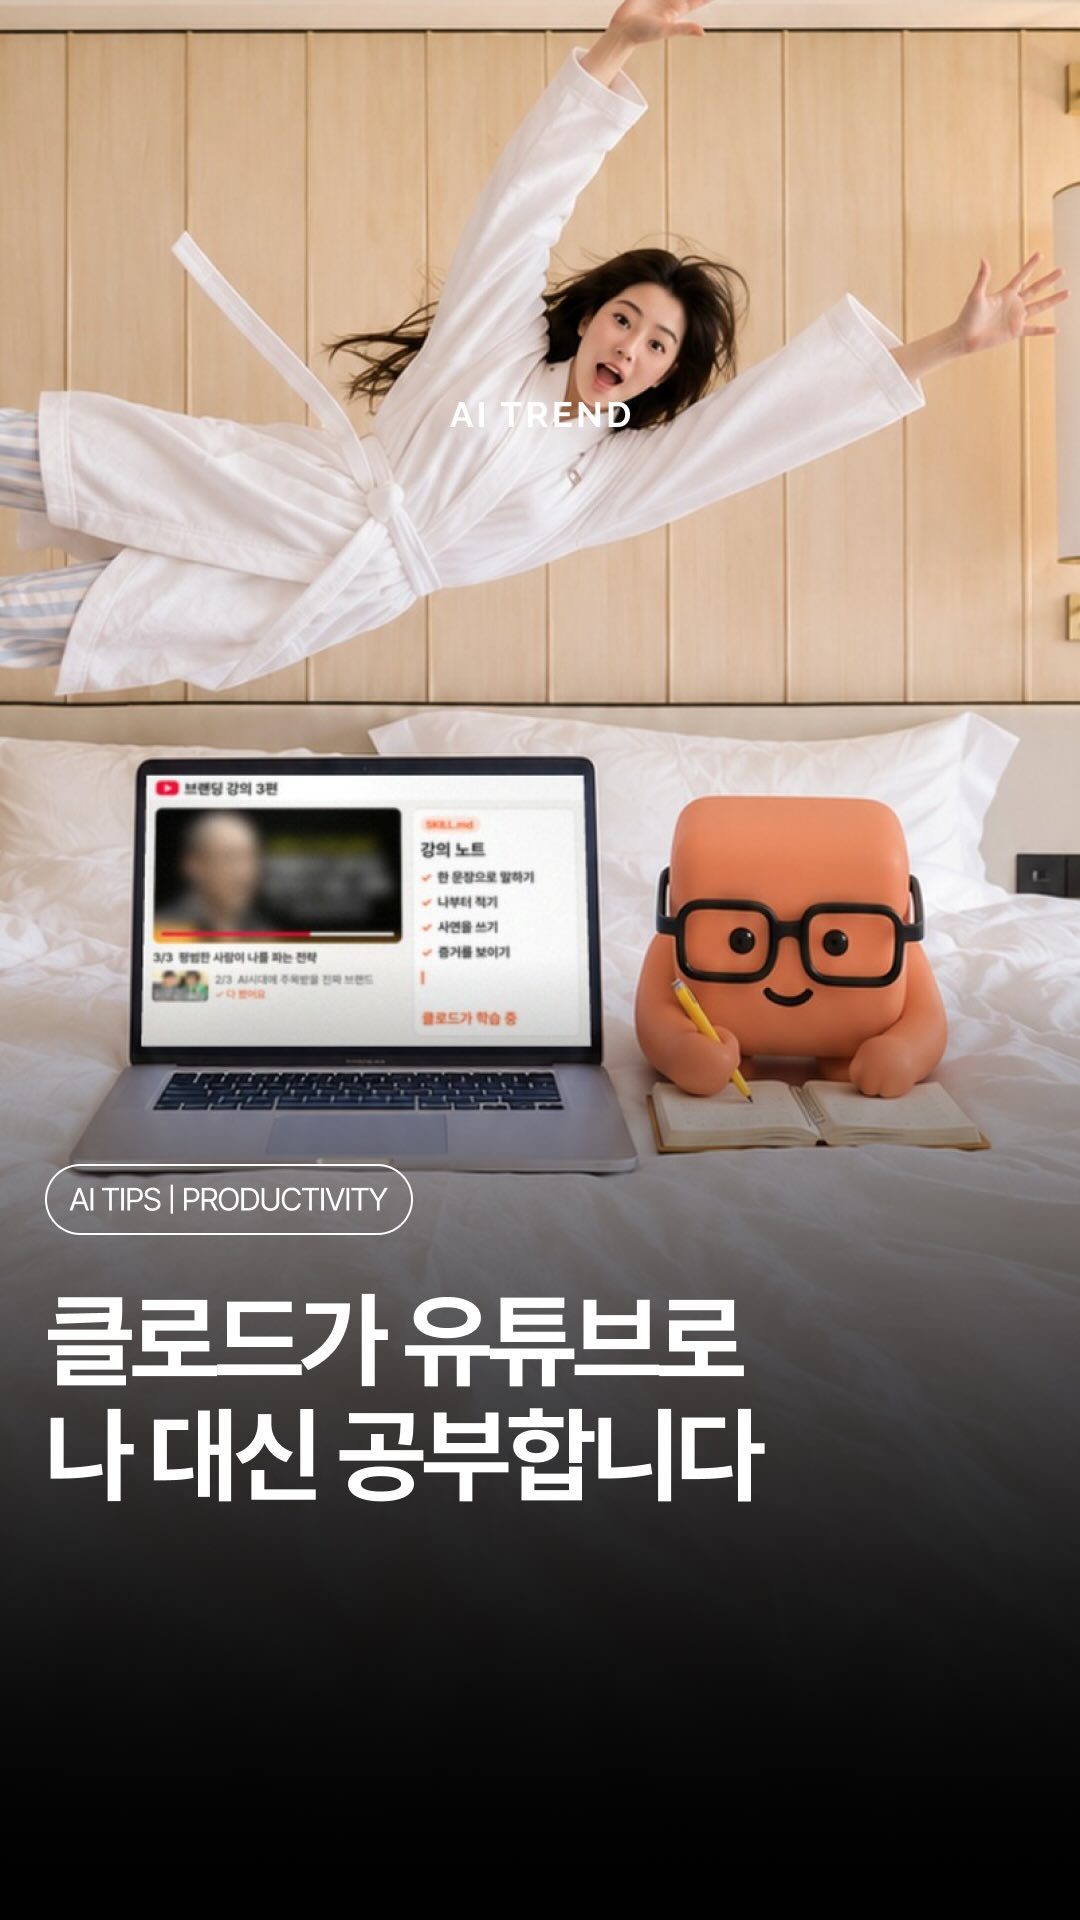 AI TREND
브랜딩 강의 3편
SKILL.md
강의 노트
한 문장으로 말하기
나부터 적기
사연을 쓰기
증거를 보이기
3/3 평범한 사람이 나를 파는 전략
2/3 AI시대에 주목받을 진짜 브랜드
다 봤어요
클로드가 학습 중
AI TIPS | PRODUCTIVITY
클로드가 유튜브로
나 대신 공부합니다